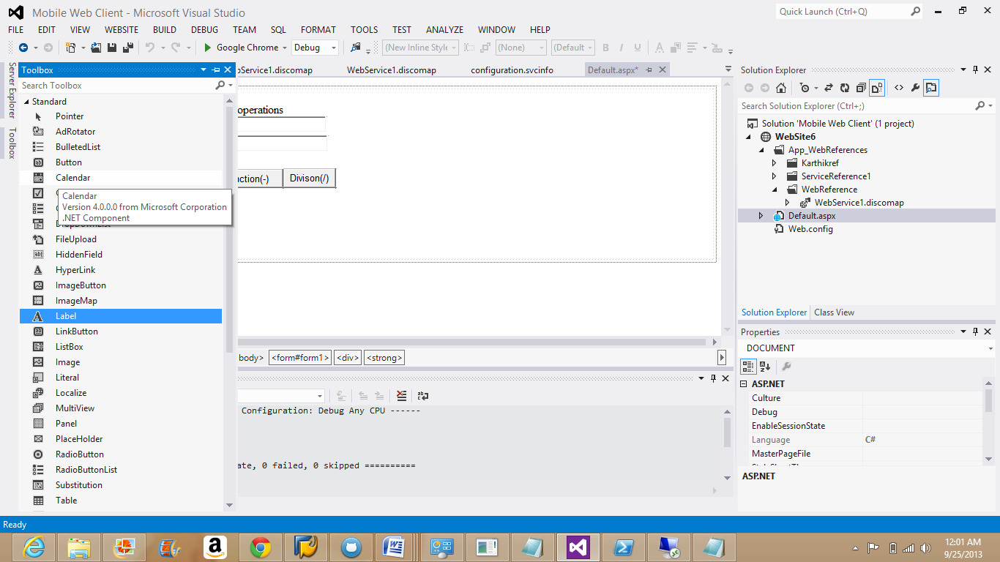 Mobile Web Client - Microsoft Visual Studio
Quick Launch (Ctrl+Q)
FILE EDIT VIEW WEBSITE BUILD DEBUG TEAM SQL FORMAT TOOLS TEST ANALYZE WINDOW HELP
Google Chrome Debug (New Inline Style (None) (Default B I U A
Server Explorer
Toolbox
Toolbox
Search Toolbox
Standard
Pointer
AdRotator
BulletedList
Button
Calendar
Calendar
Version 4.0.0.0 from Microsoft Corporation
.NET Component
FileUpload
HiddenField
HyperLink
ImageButton
ImageMap
Label
LinkButton
ListBox
Image
Literal
Localize
MultiView
Panel
PlaceHolder
RadioButton
RadioButtonList
Substitution
Table
bService1.discomap WebService1.discomap configuration.svcinfo Default.aspx*
operations
ction(-) Divison(/)
body> <form#form1> <div> <strong>
Configuration: Debug Any CPU ------
ate, 0 failed, 0 skipped ==========
Solution Explorer
Search Solution Explorer (Ctrl+;)
Solution 'Mobile Web Client' (1 project)
WebSite6
App_WebReferences
Karthikref
ServiceReference1
WebReference
WebService1.discomap
Default.aspx
Web.config
Solution Explorer Class View
Properties
DOCUMENT
ASP.NET
Culture
Debug
EnableSessionState
Language C#
MasterPageFile
ASP.NET
Ready
12:01 AM
9/25/2013